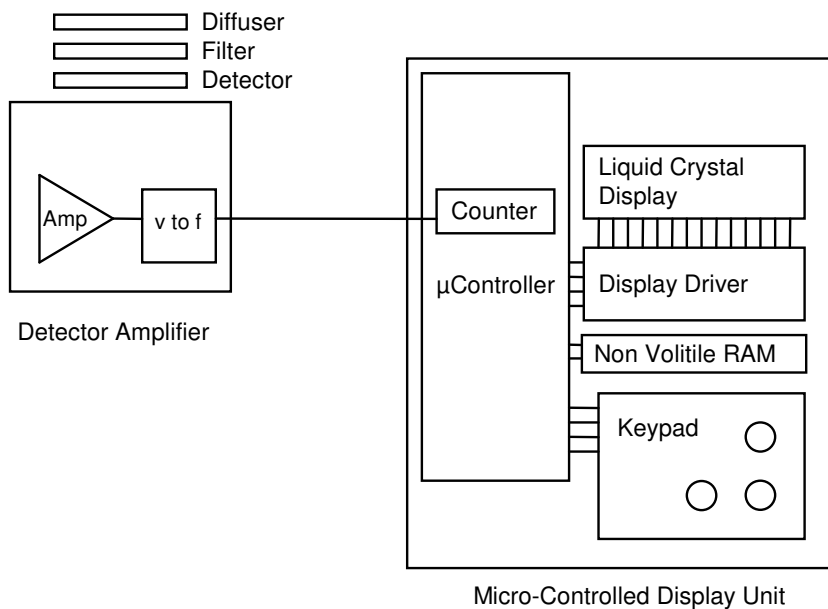 Diffuser
Filter
Detector
Amp
v to f
Detector Amplifier
Counter
µController
Liquid Crystal
Display
Display Driver
Non Volitile RAM
Keypad
Micro-Controlled Display Unit